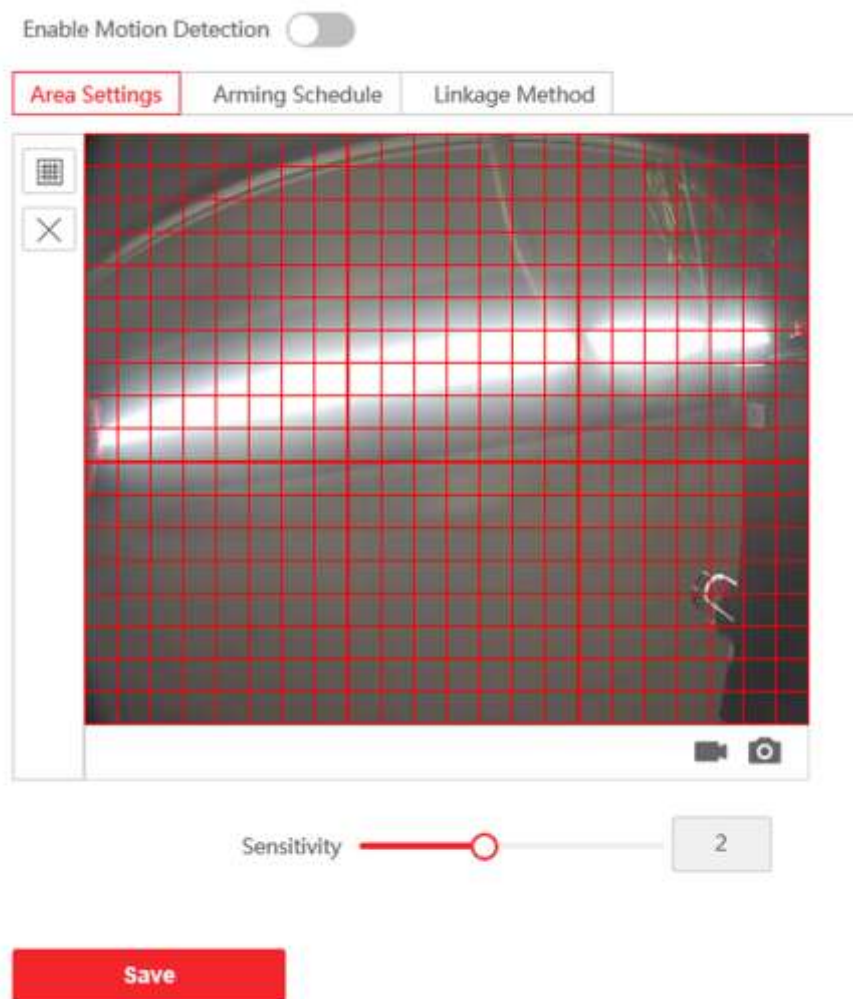 Enable Motion Detection
Area Settings Arming Schedule Linkage Method
Sensitivity 2
Save